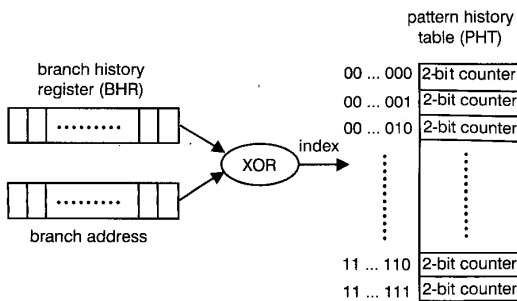 pattern history
table (PHT)
branch history
register (BHR)
00 ... 000 2-bit counter
00 ... 001 2-bit counter
00 ... 010 2-bit counter
index
XOR
branch address
11 ... 110 2-bit counter
11 ... 111 2-bit counter